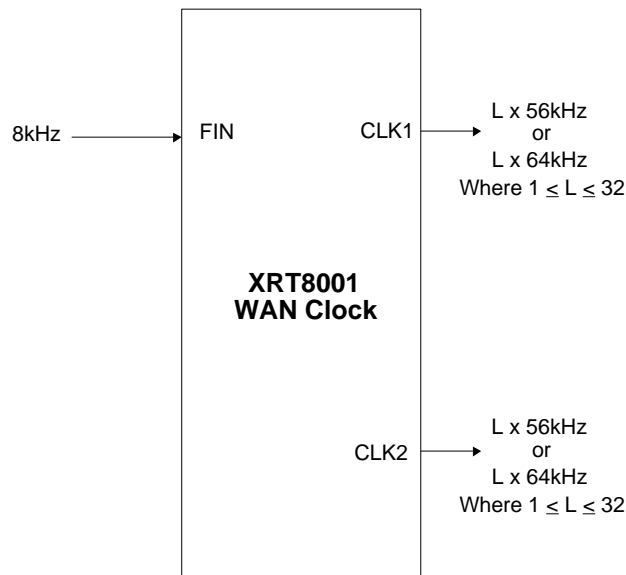 8kHz
FIN
CLK1
L x 56kHz
or
L x 64kHz
Where 1 ≤ L ≤ 32
XRT8001
WAN Clock
CLK2
L x 56kHz
or
L x 64kHz
Where 1 ≤ L ≤ 32